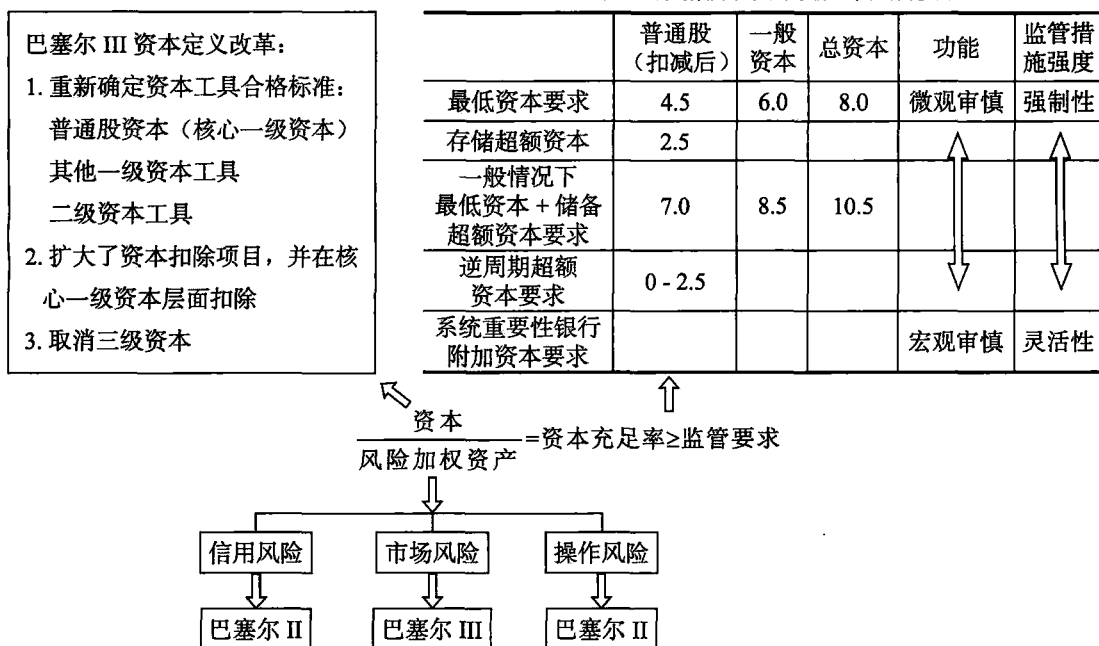 巴塞尔 III 资本定义改革：
1. 重新确定资本工具合格标准：
普通股资本（核心一级资本）
其他一级资本工具
二级资本工具
2. 扩大了资本扣除项目，并在核
心一级资本层面扣除
3. 取消三级资本
普通股
（扣减后）
一般
资本
总资本
功能
监管措
施强度
最低资本要求
4.5
6.0
8.0
微观审慎
强制性
存储超额资本
2.5
一般情况下
最低资本 + 储备
超额资本要求
7.0
8.5
10.5
逆周期超额
资本要求
0 - 2.5
系统重要性银行
附加资本要求
宏观审慎
灵活性
资本
风险加权资产
=资本充足率≥监管要求
信用风险
市场风险
操作风险
巴塞尔 II
巴塞尔 III
巴塞尔 II